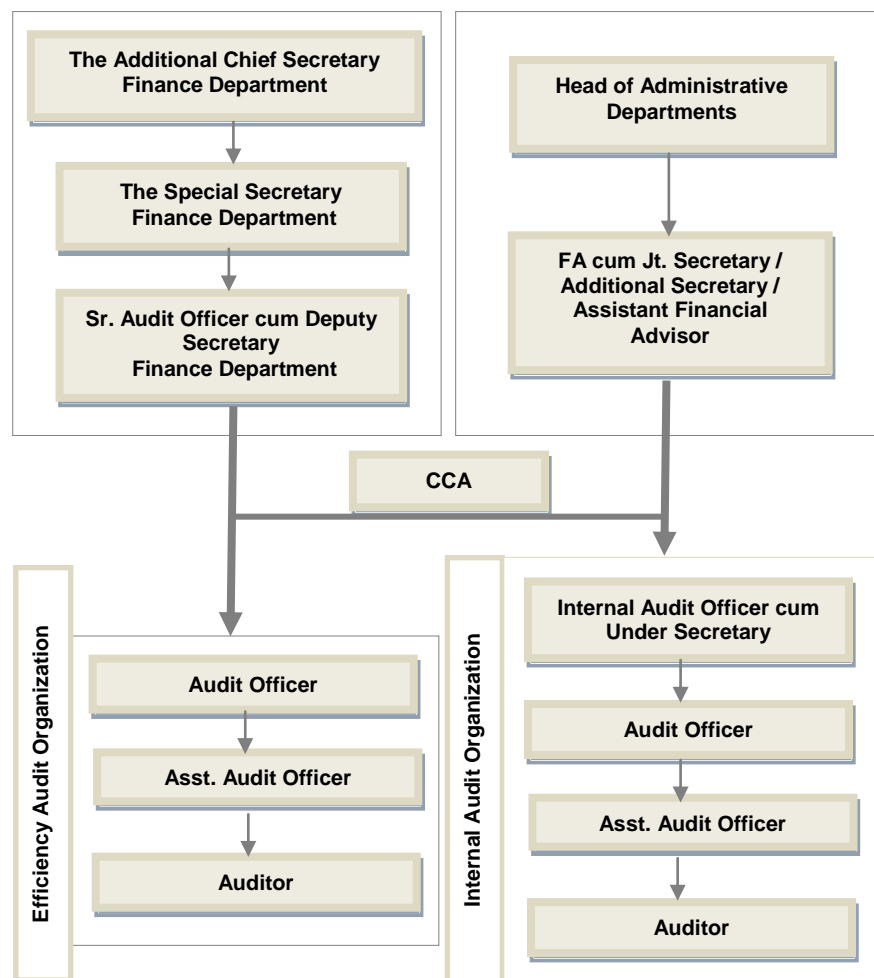 The Additional Chief Secretary
Finance Department
The Special Secretary
Finance Department
Sr. Audit Officer cum Deputy
Secretary
Finance Department
Head of Administrative
Departments
FA cum Jt. Secretary /
Additional Secretary /
Assistant Financial
Advisor
CCA
Efficiency Audit Organization
Audit Officer
Asst. Audit Officer
Auditor
Internal Audit Organization
Internal Audit Officer cum
Under Secretary
Audit Officer
Asst. Audit Officer
Auditor